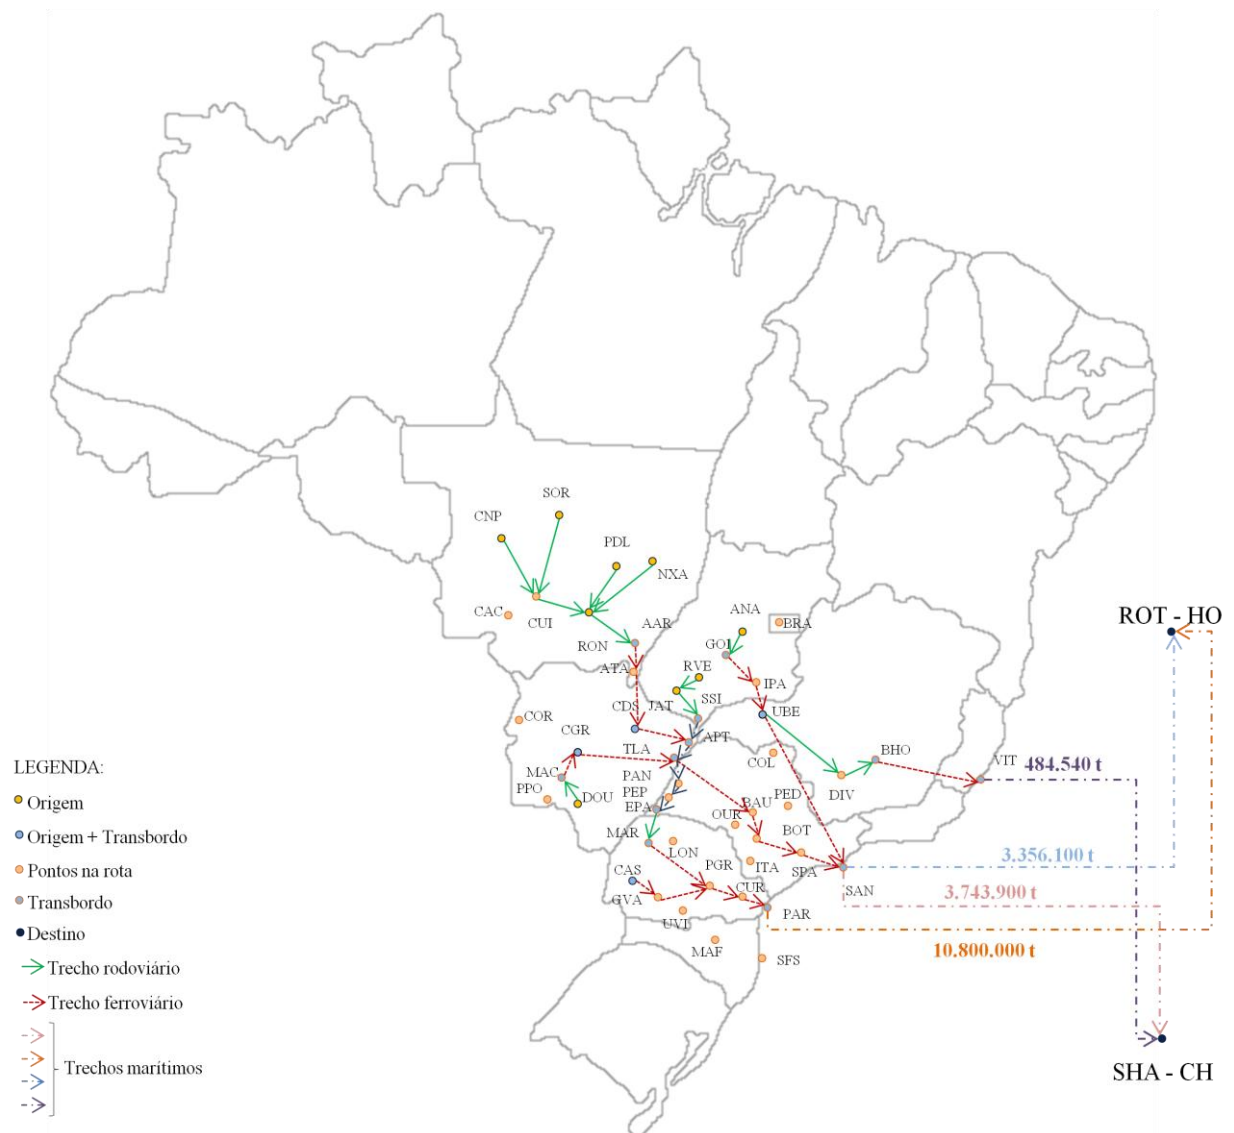 SOR
CNP
PDL
NXA
CAC
CUI
ANA
BRA
ROT - HO
AAR
RON
GOI
ATA
RVE
IPA
CDS
JAT
SSI
COR
UBE
CGR
APT
TLA
BHO
COL
VIT
484.540 t
LEGENDA:
MAC
PAN
DIV
PPO
DOU
PEP
PED
Origem
EPA
BAU
OUR
Origem + Transbordo
MAR
BOT
LON
3.356.100 t
Pontos na rota
CAS
PGR
ITA
SPA
SAN
3.743.900 t
Transbordo
GVA
CUR
PAR
UVI
Destino
MAF
SFS
10.800.000 t
Trecho rodoviário
Trecho ferroviário
Trechos marítimos
SHA - CH